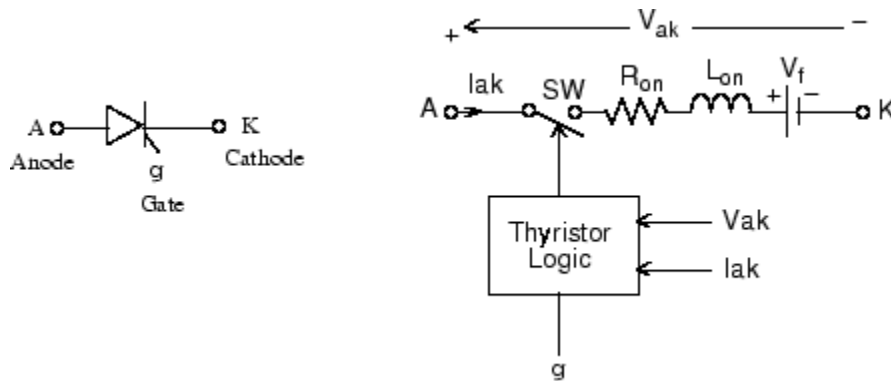 A K
Anode Cathode
g
Gate
+ Vak −
Iak SW Ron Lon Vf
A + − K
Thyristor
Logic
Vak
Iak
g